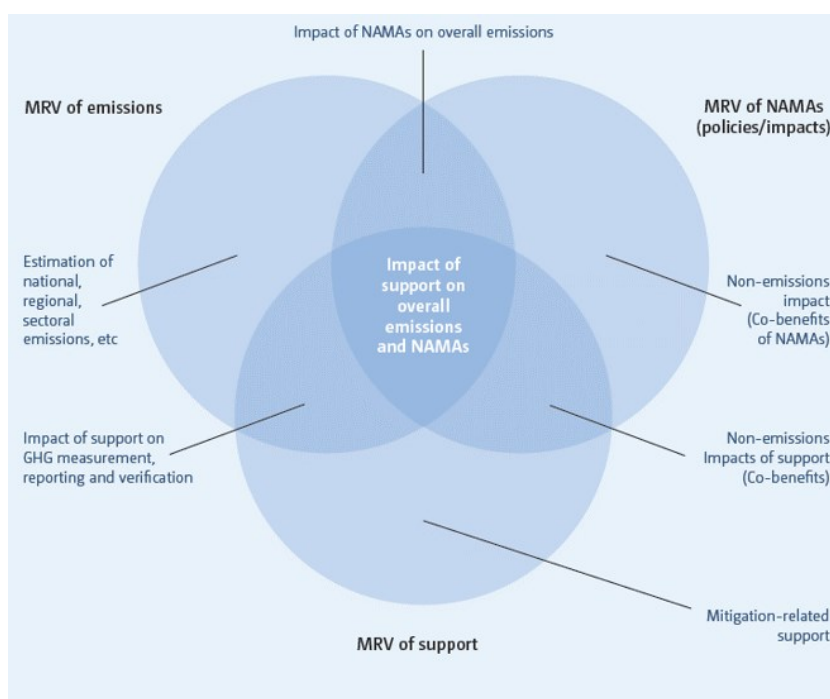 Impact of NAMAs on overall emissions
MRV of emissions
MRV of NAMAs
(policies/impacts)
Estimation of
national,
regional,
sectoral
emissions, etc
Impact of
support on
overall
emissions
and NAMAs
Non-emissions
impact
(Co-benefits
of NAMAs)
Impact of support on
GHG measurement,
reporting and verification
Non-emissions
Impacts of support
(Co-benefits)
Mitigation-related
support
MRV of support